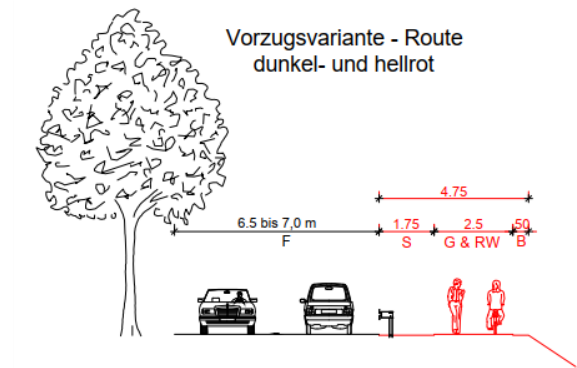 Vorzugsvariante - Route
dunkel- und hellrot
4.75
6.5 bis 7,0 m
1.75
2.5
50
F
S
G & RW
B